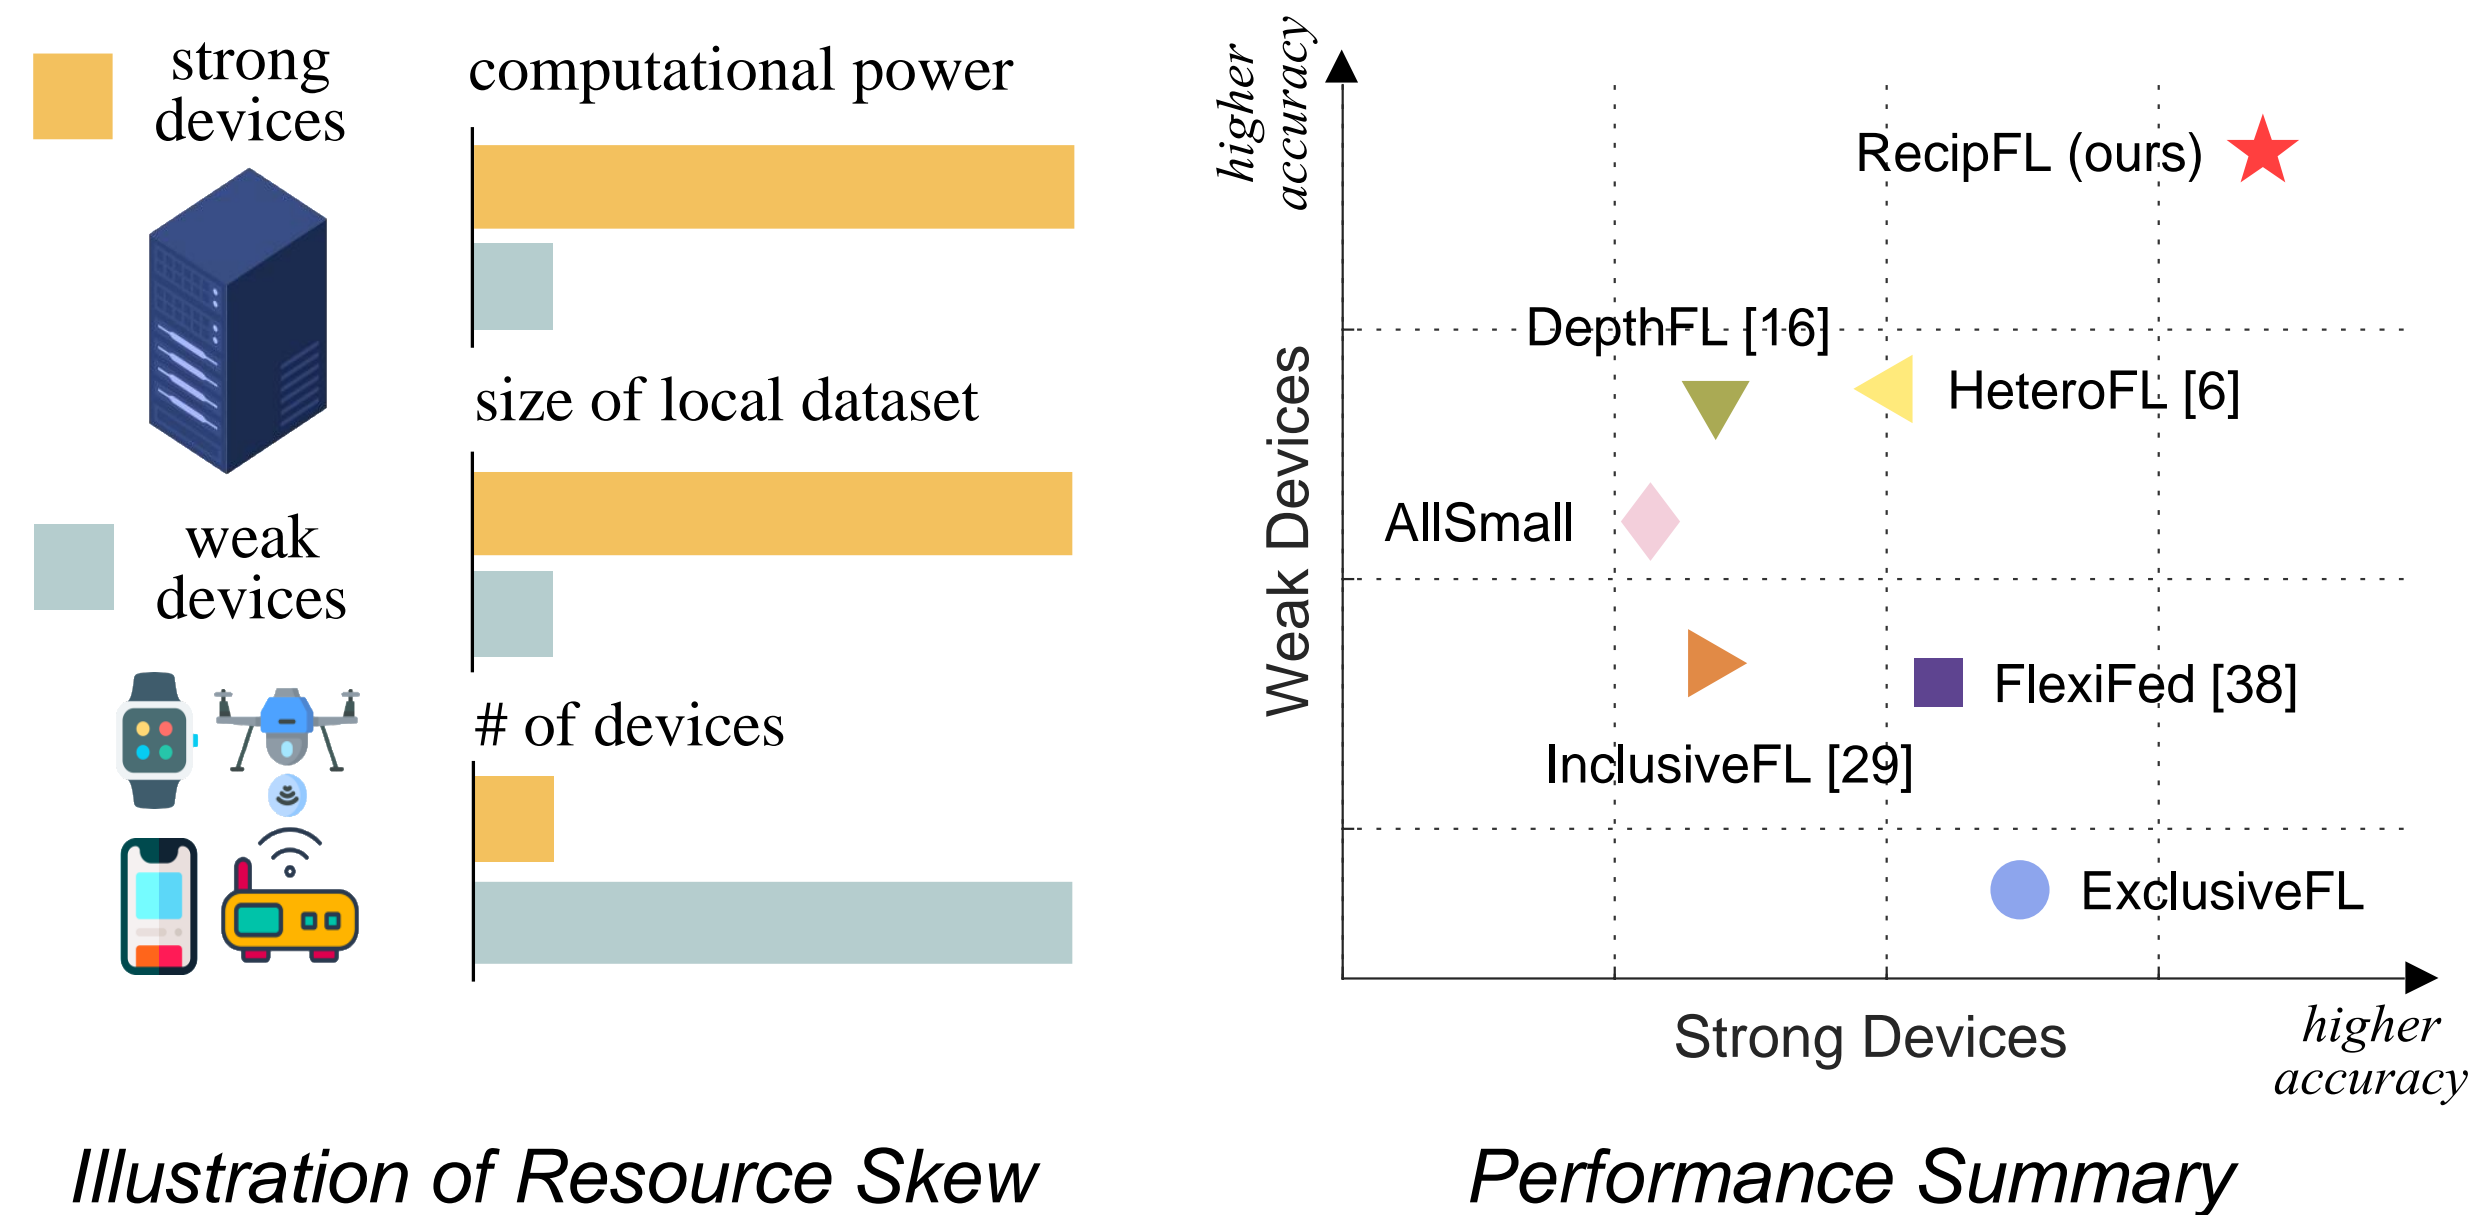 strong
devices
weak
devices
computational power
size of local dataset
# of devices
Illustration of Resource Skew
higher
accuracy
Weak Devices
RecipFL (ours)
DepthFL [16]
HeteroFL [6]
AllSmall
FlexiFed [38]
InclusiveFL [29]
ExclusiveFL
Strong Devices
higher
accuracy
Performance Summary